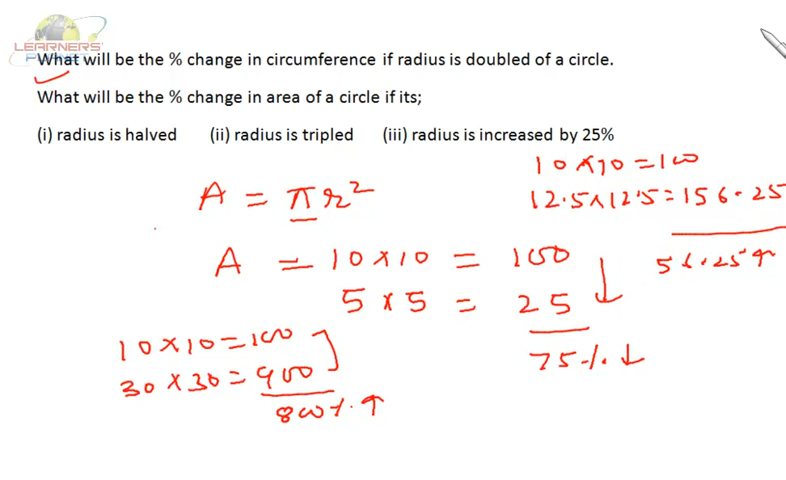 LEARNERS'
PLANET
What will be the % change in circumference if radius is doubled of a circle.
What will be the % change in area of a circle if its;
(i) radius is halved (ii) radius is tripled (iii) radius is increased by 25%
10 × 10 = 100
12.5 × 12.5 = 156.25
56.25 ↑
A = πr²
A = 10 × 10 = 100
5 × 5 = 25 ↓
75% ↓
10 × 10 = 100
30 × 30 = 900
800% ↑